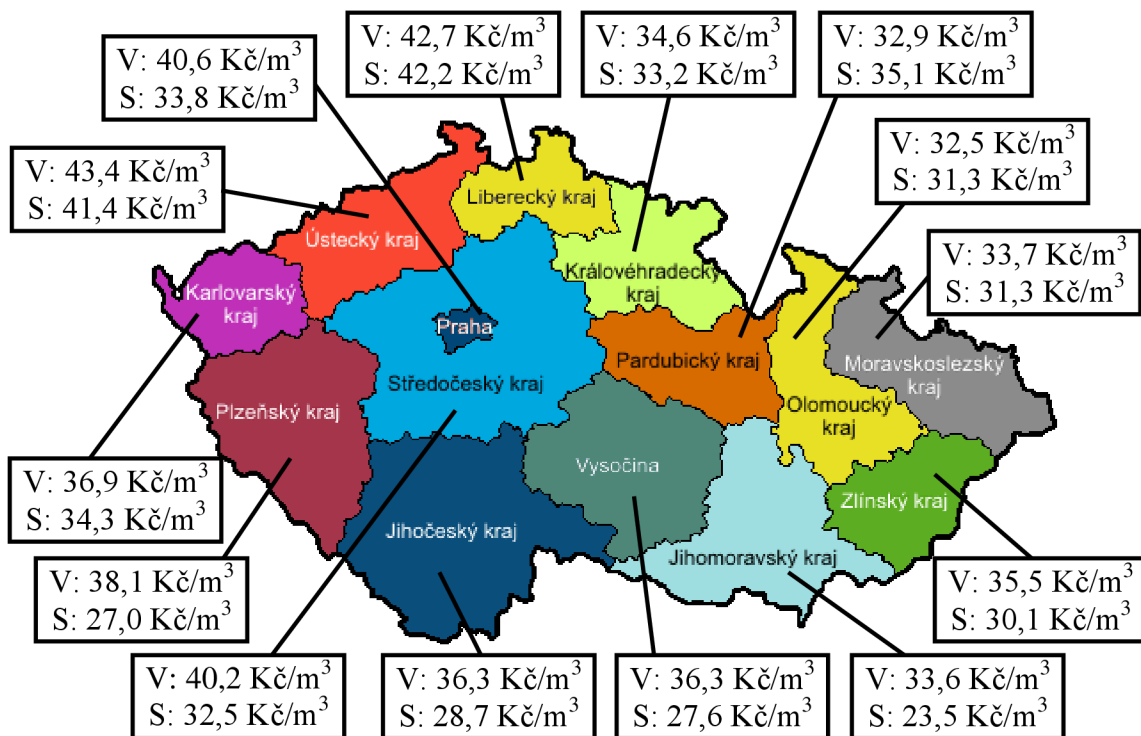 V: 42,7 Kč/m³
S: 42,2 Kč/m³
V: 34,6 Kč/m³
S: 33,2 Kč/m³
V: 32,9 Kč/m³
S: 35,1 Kč/m³
V: 40,6 Kč/m³
S: 33,8 Kč/m³
V: 32,5 Kč/m³
S: 31,3 Kč/m³
V: 43,4 Kč/m³
S: 41,4 Kč/m³
Liberecký kraj
Ústecký kraj
V: 33,7 Kč/m³
S: 31,3 Kč/m³
Královéhradecký
kraj
Karlovarský
kraj
Praha
Pardubický kraj
Moravskoslezský
kraj
Středočeský kraj
Olomoucký
kraj
Plzeňský kraj
Vysočina
Zlínský kraj
V: 36,9 Kč/m³
S: 34,3 Kč/m³
Jihočeský kraj
Jihomoravský kraj
V: 38,1 Kč/m³
S: 27,0 Kč/m³
V: 35,5 Kč/m³
S: 30,1 Kč/m³
V: 40,2 Kč/m³
S: 32,5 Kč/m³
V: 36,3 Kč/m³
S: 28,7 Kč/m³
V: 36,3 Kč/m³
S: 27,6 Kč/m³
V: 33,6 Kč/m³
S: 23,5 Kč/m³